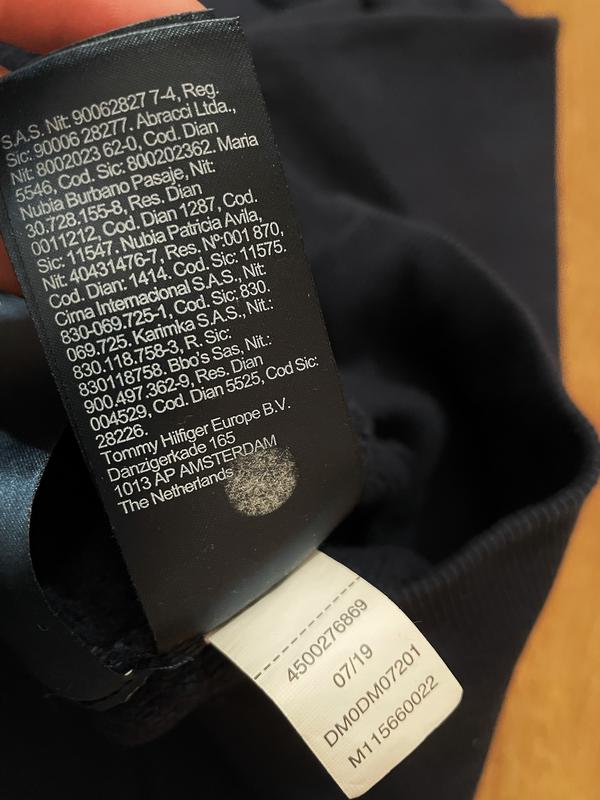 S.A.S. Nit: 90062827 7-4, Reg.
Sic: 90006 28277. Abracci Ltda.,
Nit: 8002023 62-0, Cod. Dian
5546, Cod. Sic: 800202362. Maria
Nubia Burbano Pasaje, Nit:
30.728.155-8, Res. Dian
0011212, Cod. Dian 1287, Cod.
Sic: 11547. Nubia Patricia Avila,
Nit: 40431476-7, Res. Nº·001 870,
Cod. Dian: 1414. Cod. Sic: 11575.
Cirna Internacional S.A.S., Nit:
830-069.725-1, Cod. Sic: 830.
069.725. Karimka S.A.S., Nit.:
830.118.758-3, R. Sic:
830118758. Bbo's Sas, Nit.:
900.497.362-9, Res. Dian
004529, Cod. Dian 5525, Cod Sic:
28226.
Tommy Hilfiger Europe B.V.
Danzigerkade 165
1013 AP AMSTERDAM
The Netherlands
4500276869
07/19
DM0DM07201
M115660022